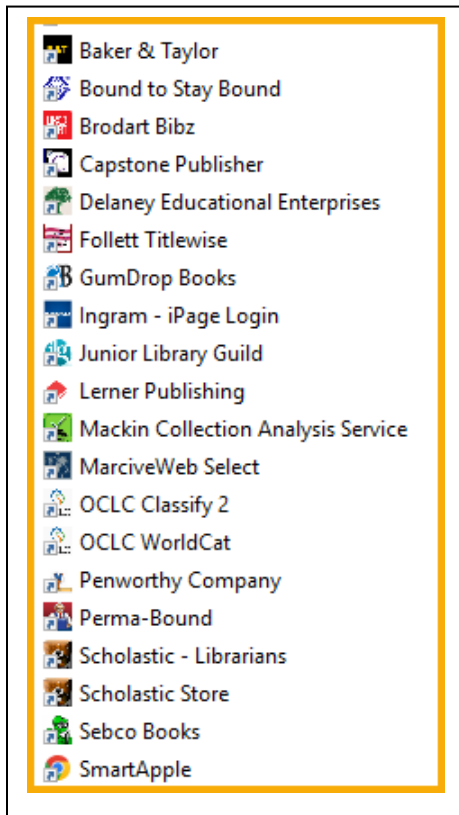 Baker & Taylor
Bound to Stay Bound
Brodart Bibz
Capstone Publisher
Delaney Educational Enterprises
Follett Titlewise
GumDrop Books
Ingram - iPage Login
Junior Library Guild
Lerner Publishing
Mackin Collection Analysis Service
MarciveWeb Select
OCLC Classify 2
OCLC WorldCat
Penworthy Company
Perma-Bound
Scholastic - Librarians
Scholastic Store
Sebco Books
SmartApple